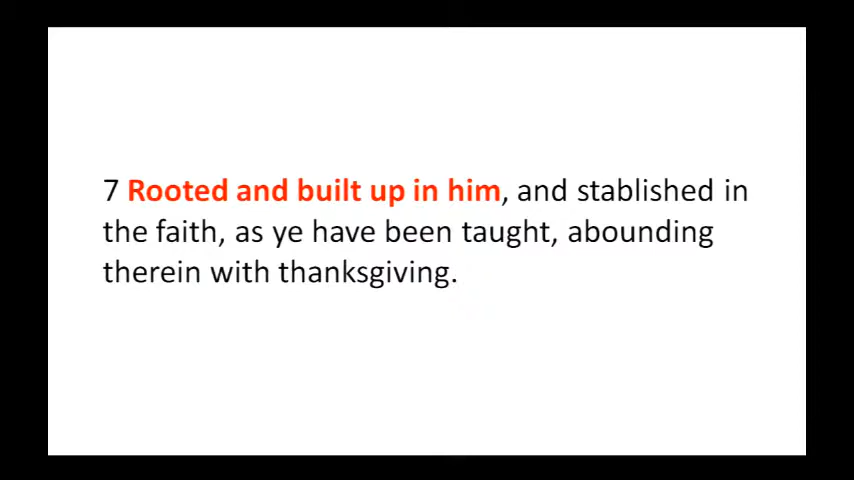 7 Rooted and built up in him, and stablished in
the faith, as ye have been taught, abounding
therein with thanksgiving.